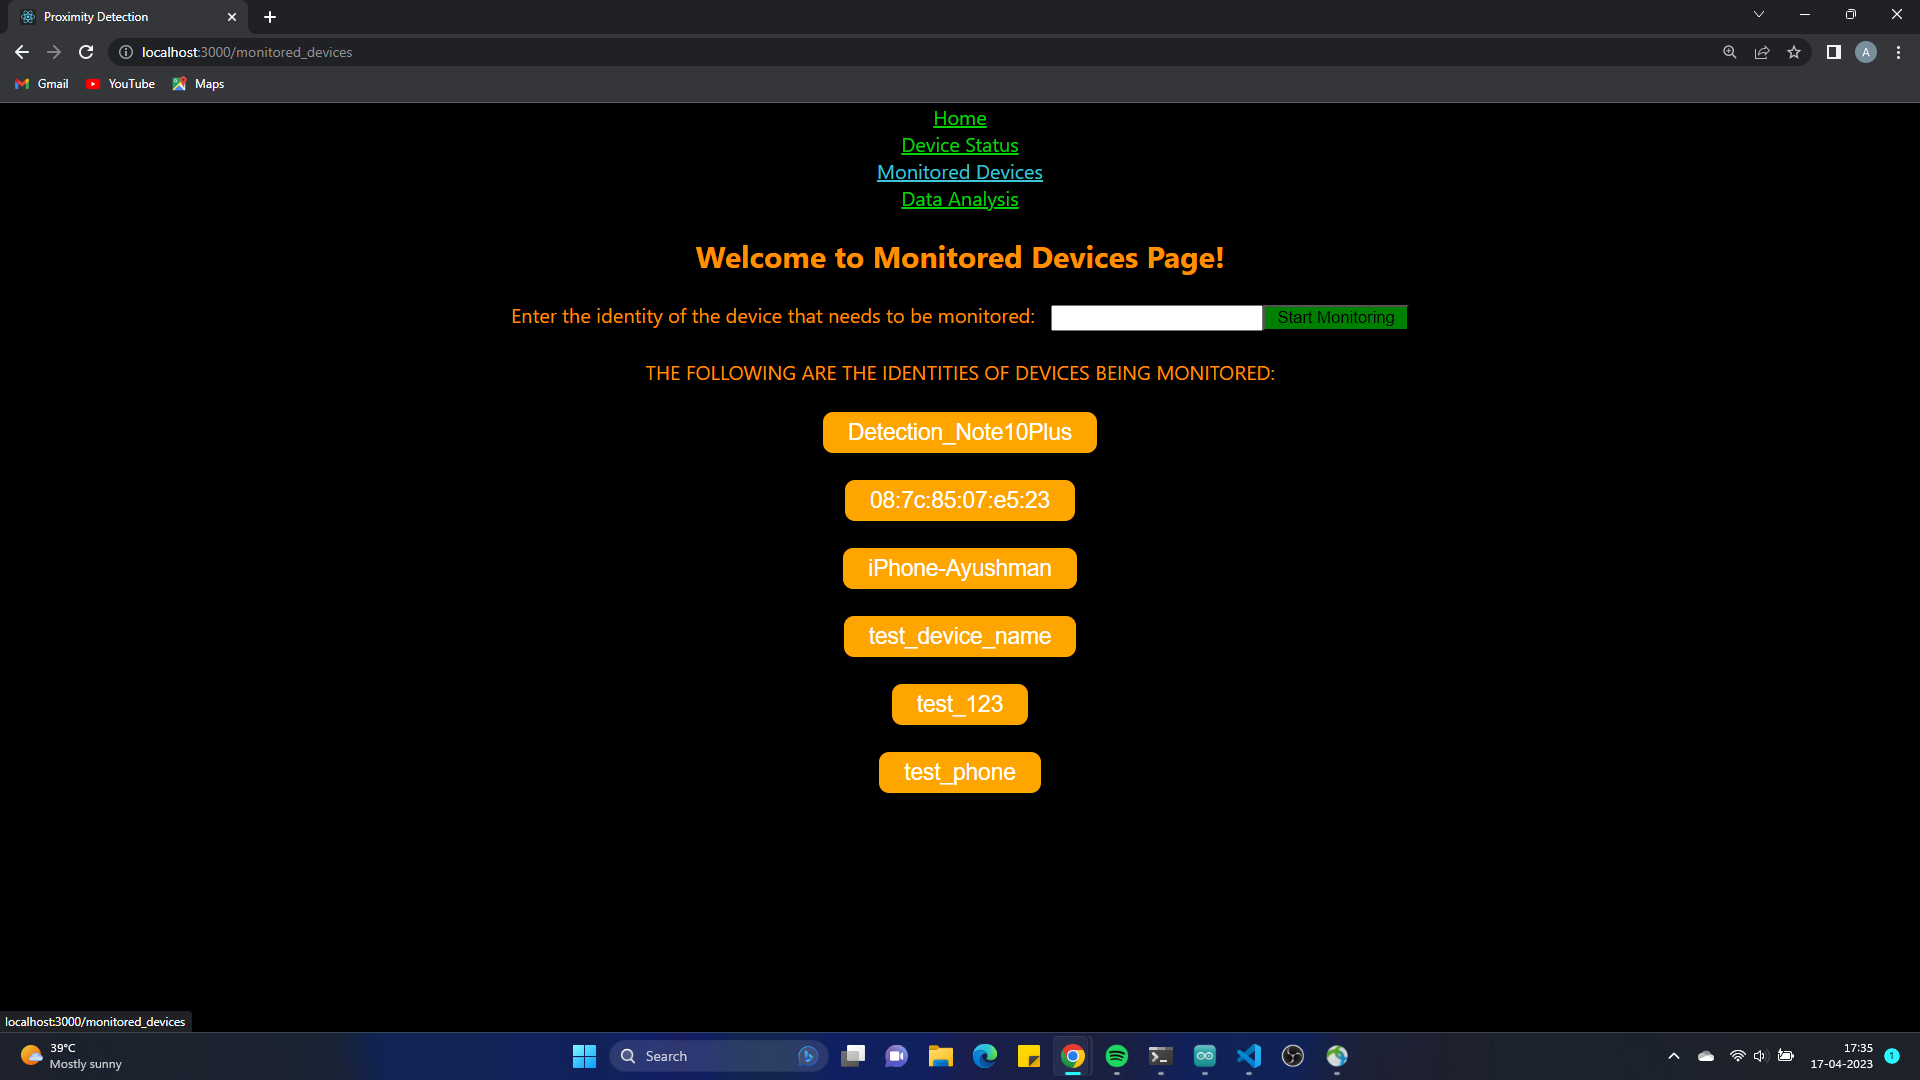 Proximity Detection
localhost:3000/monitored_devices
A
Gmail YouTube Maps
Home
Device Status
Monitored Devices
Data Analysis
Welcome to Monitored Devices Page!
Enter the identity of the device that needs to be monitored: Start Monitoring
THE FOLLOWING ARE THE IDENTITIES OF DEVICES BEING MONITORED:
Detection_Note10Plus
08:7c:85:07:e5:23
iPhone-Ayushman
test_device_name
test_123
test_phone
localhost:3000/monitored_devices
39°C
Mostly sunny
Search
17:35
17-04-2023
1